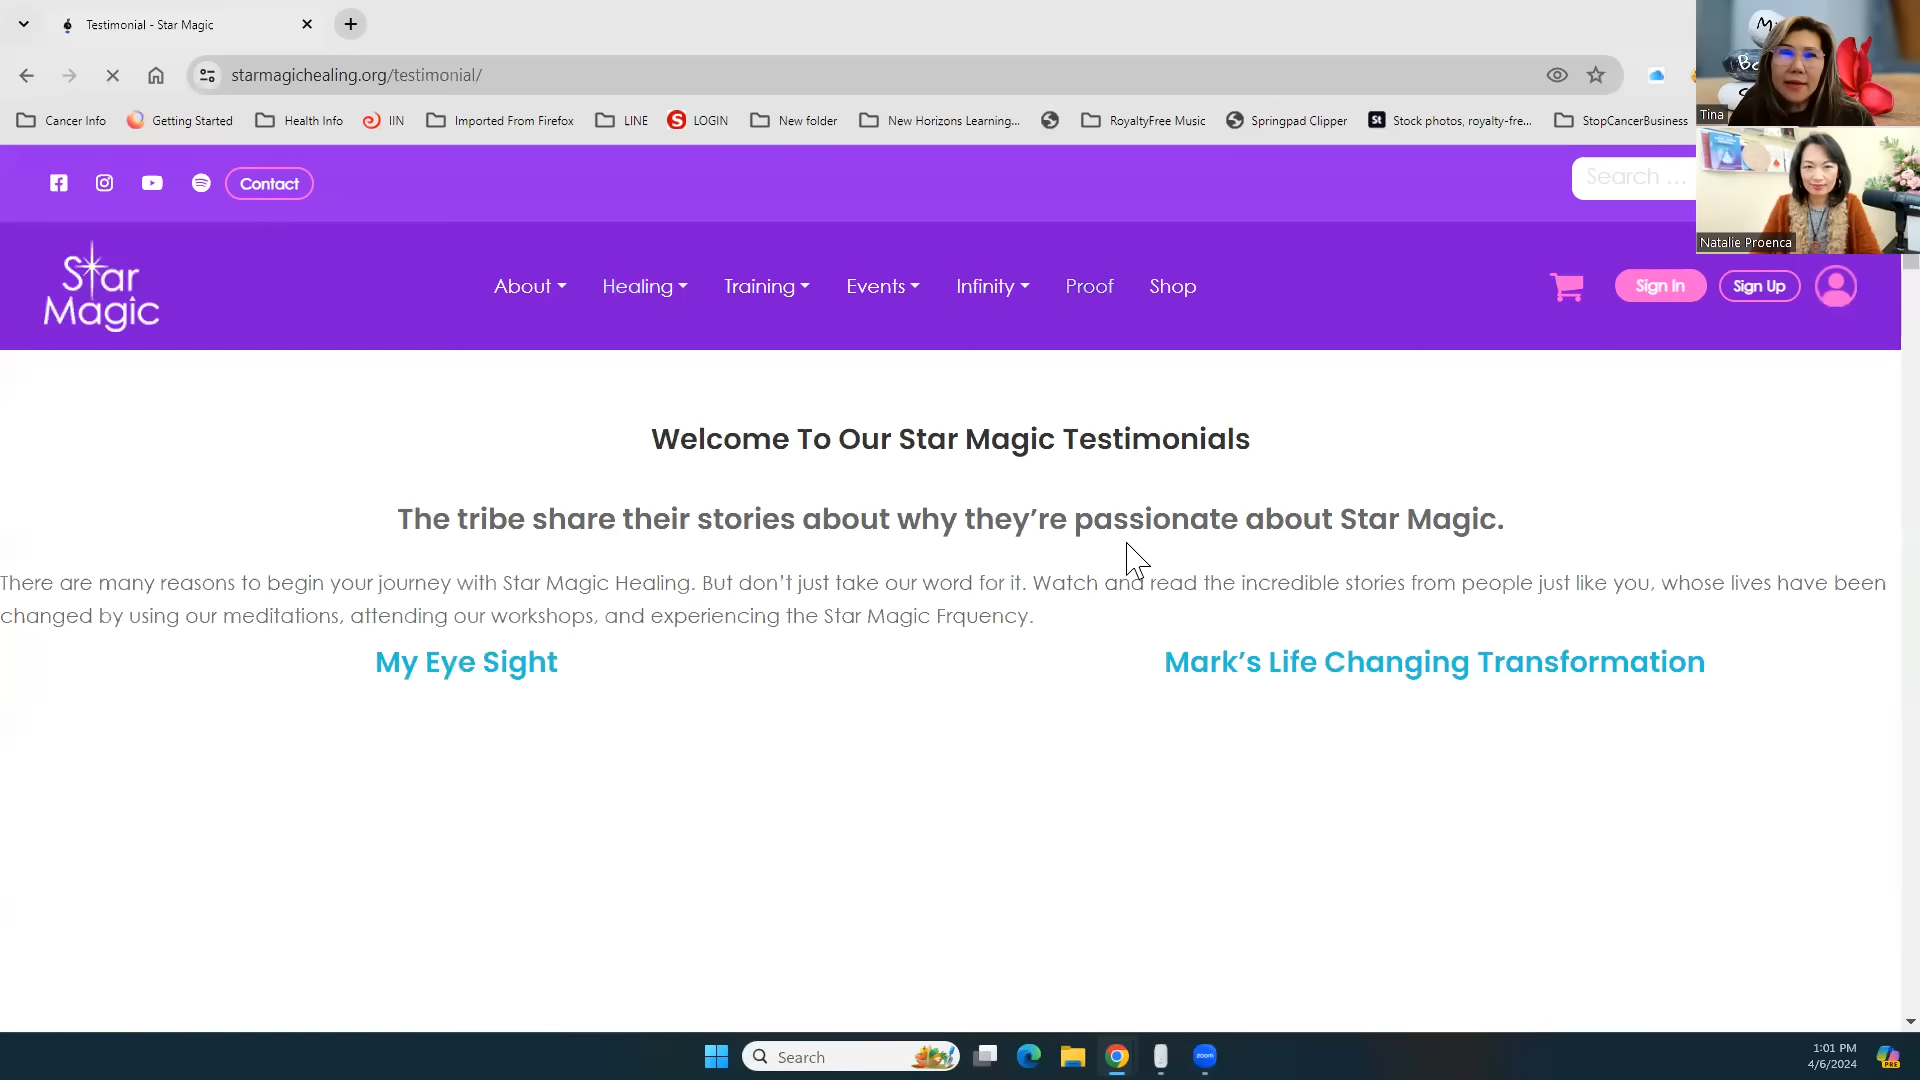 Testimonial - Star Magic
starmagichealing.org/testimonial/
Cancer Info
Getting Started
Health Info
IIN
Imported From Firefox
LINE
LOGIN
New folder
New Horizons Learning...
RoyaltyFree Music
Springpad Clipper
St
Stock photos, royalty-fre...
StopCancerBusiness
Tina
Natalie Proenca
Contact
Search ...
Star
Magic
About
Healing
Training
Events
Infinity
Proof
Shop
Sign In
Sign Up
Welcome To Our Star Magic Testimonials
The tribe share their stories about why they’re passionate about Star Magic.
There are many reasons to begin your journey with Star Magic Healing. But don’t just take our word for it. Watch and read the incredible stories from people just like you, whose lives have been
changed by using our meditations, attending our workshops, and experiencing the Star Magic Frquency.
My Eye Sight
Mark’s Life Changing Transformation
Search
zoom
1:01 PM
4/6/2024
PRE